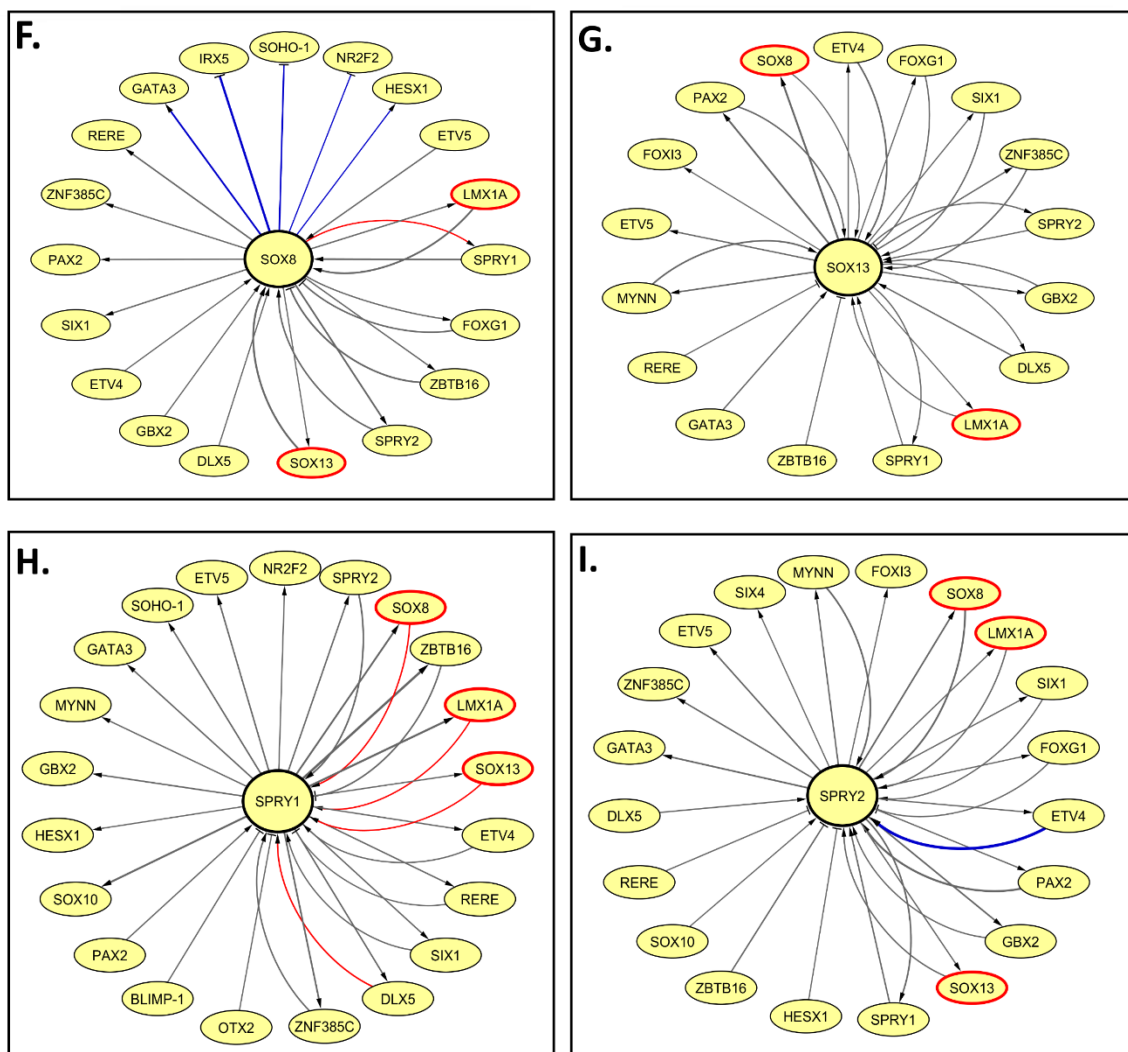 F.
SOHO-1
IRX5
NR2F2
GATA3
HESX1
RERE
ETV5
ZNF385C
LMX1A
PAX2
SOX8
SPRY1
SIX1
FOXG1
ETV4
ZBTB16
GBX2
SPRY2
DLX5
SOX13
G.
ETV4
SOX8
FOXG1
PAX2
SIX1
FOXI3
ZNF385C
ETV5
SPRY2
SOX13
MYNN
GBX2
RERE
DLX5
GATA3
LMX1A
ZBTB16
SPRY1
H.
NR2F2
ETV5
SPRY2
SOHO-1
SOX8
GATA3
ZBTB16
MYNN
LMX1A
GBX2
SOX13
SPRY1
HESX1
ETV4
SOX10
RERE
PAX2
SIX1
BLIMP-1
DLX5
OTX2
ZNF385C
I.
MYNN
FOXI3
SIX4
SOX8
ETV5
LMX1A
ZNF385C
SIX1
GATA3
FOXG1
SPRY2
DLX5
ETV4
RERE
PAX2
SOX10
GBX2
ZBTB16
SOX13
HESX1
SPRY1